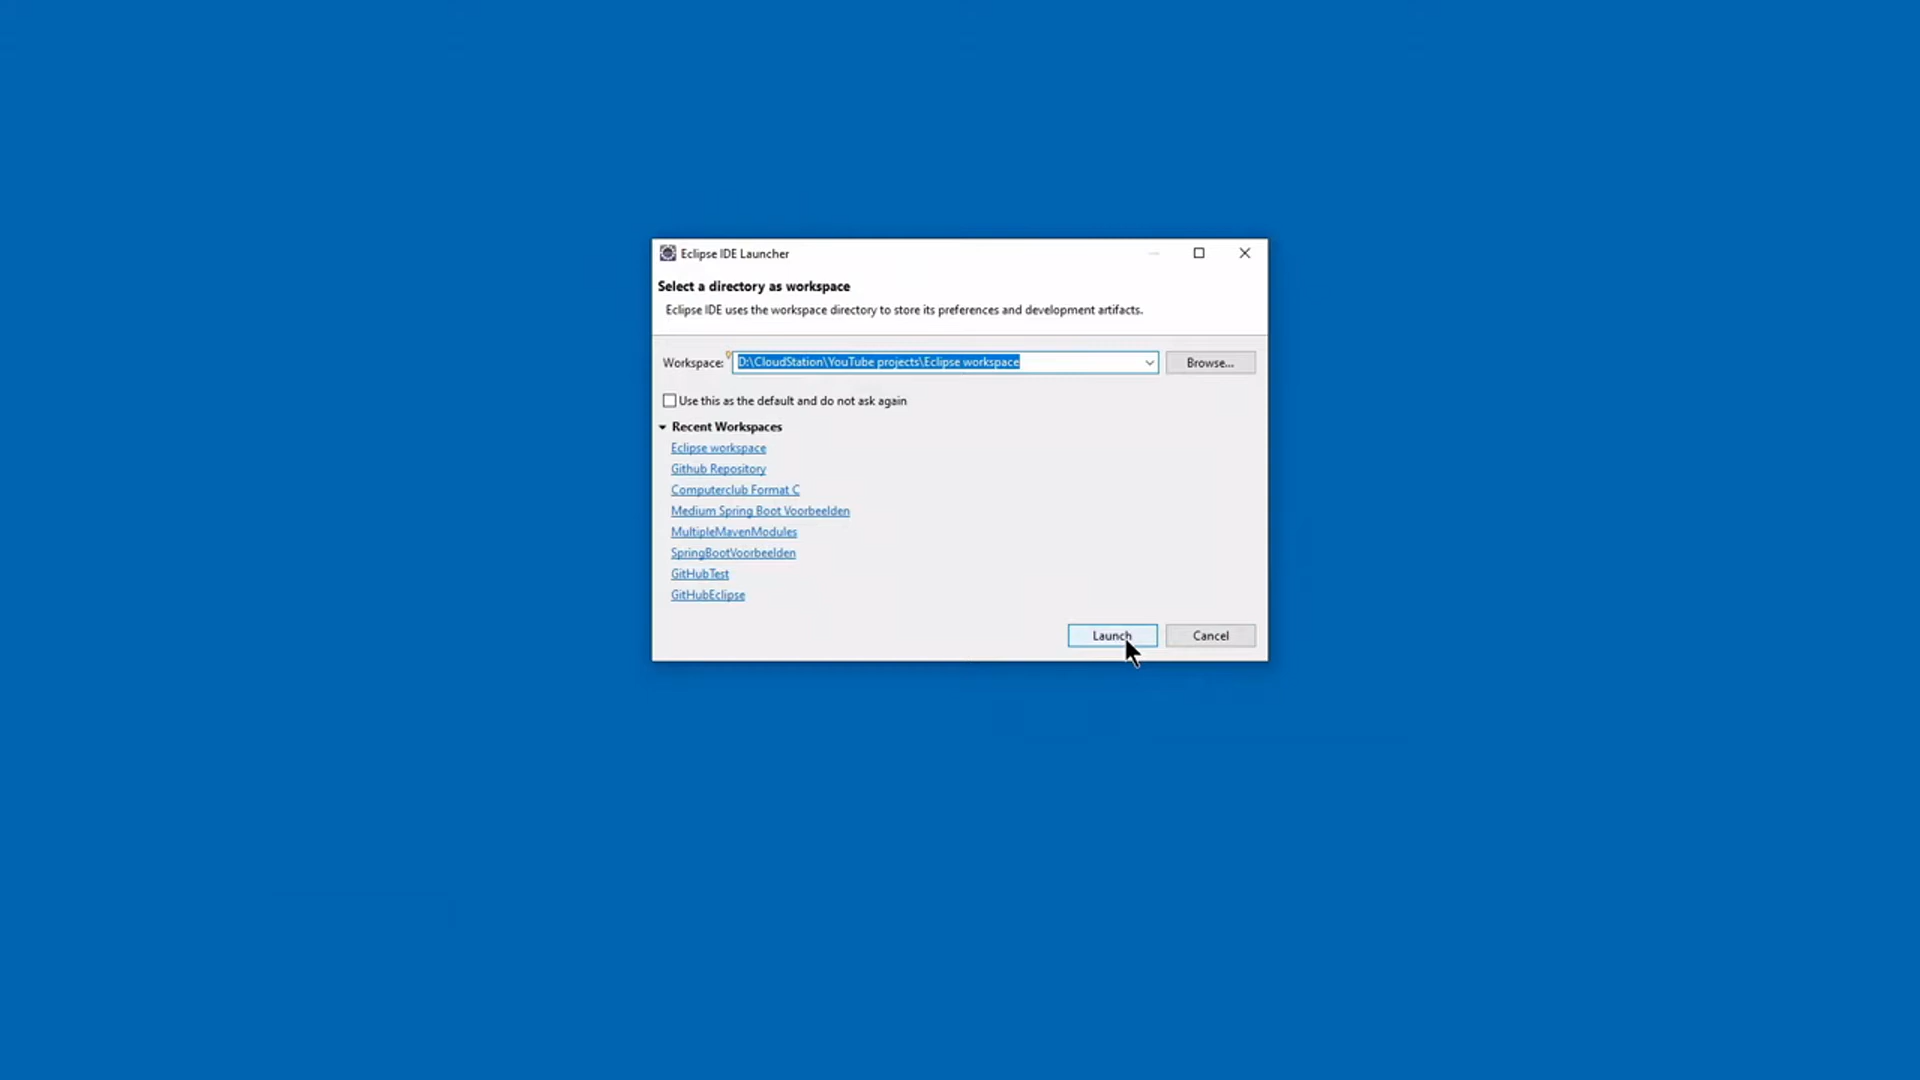 Eclipse IDE Launcher
Select a directory as workspace
Eclipse IDE uses the workspace directory to store its preferences and development artifacts.
Workspace: D:\CloudStation\YouTube projects\Eclipse workspace Browse...
Use this as the default and do not ask again
Recent Workspaces
Eclipse workspace
Github Repository
Computerclub Format C
Medium Spring Boot Voorbeelden
MultipleMavenModules
SpringBootVoorbeelden
GitHubTest
GitHubEclipse
Launch Cancel